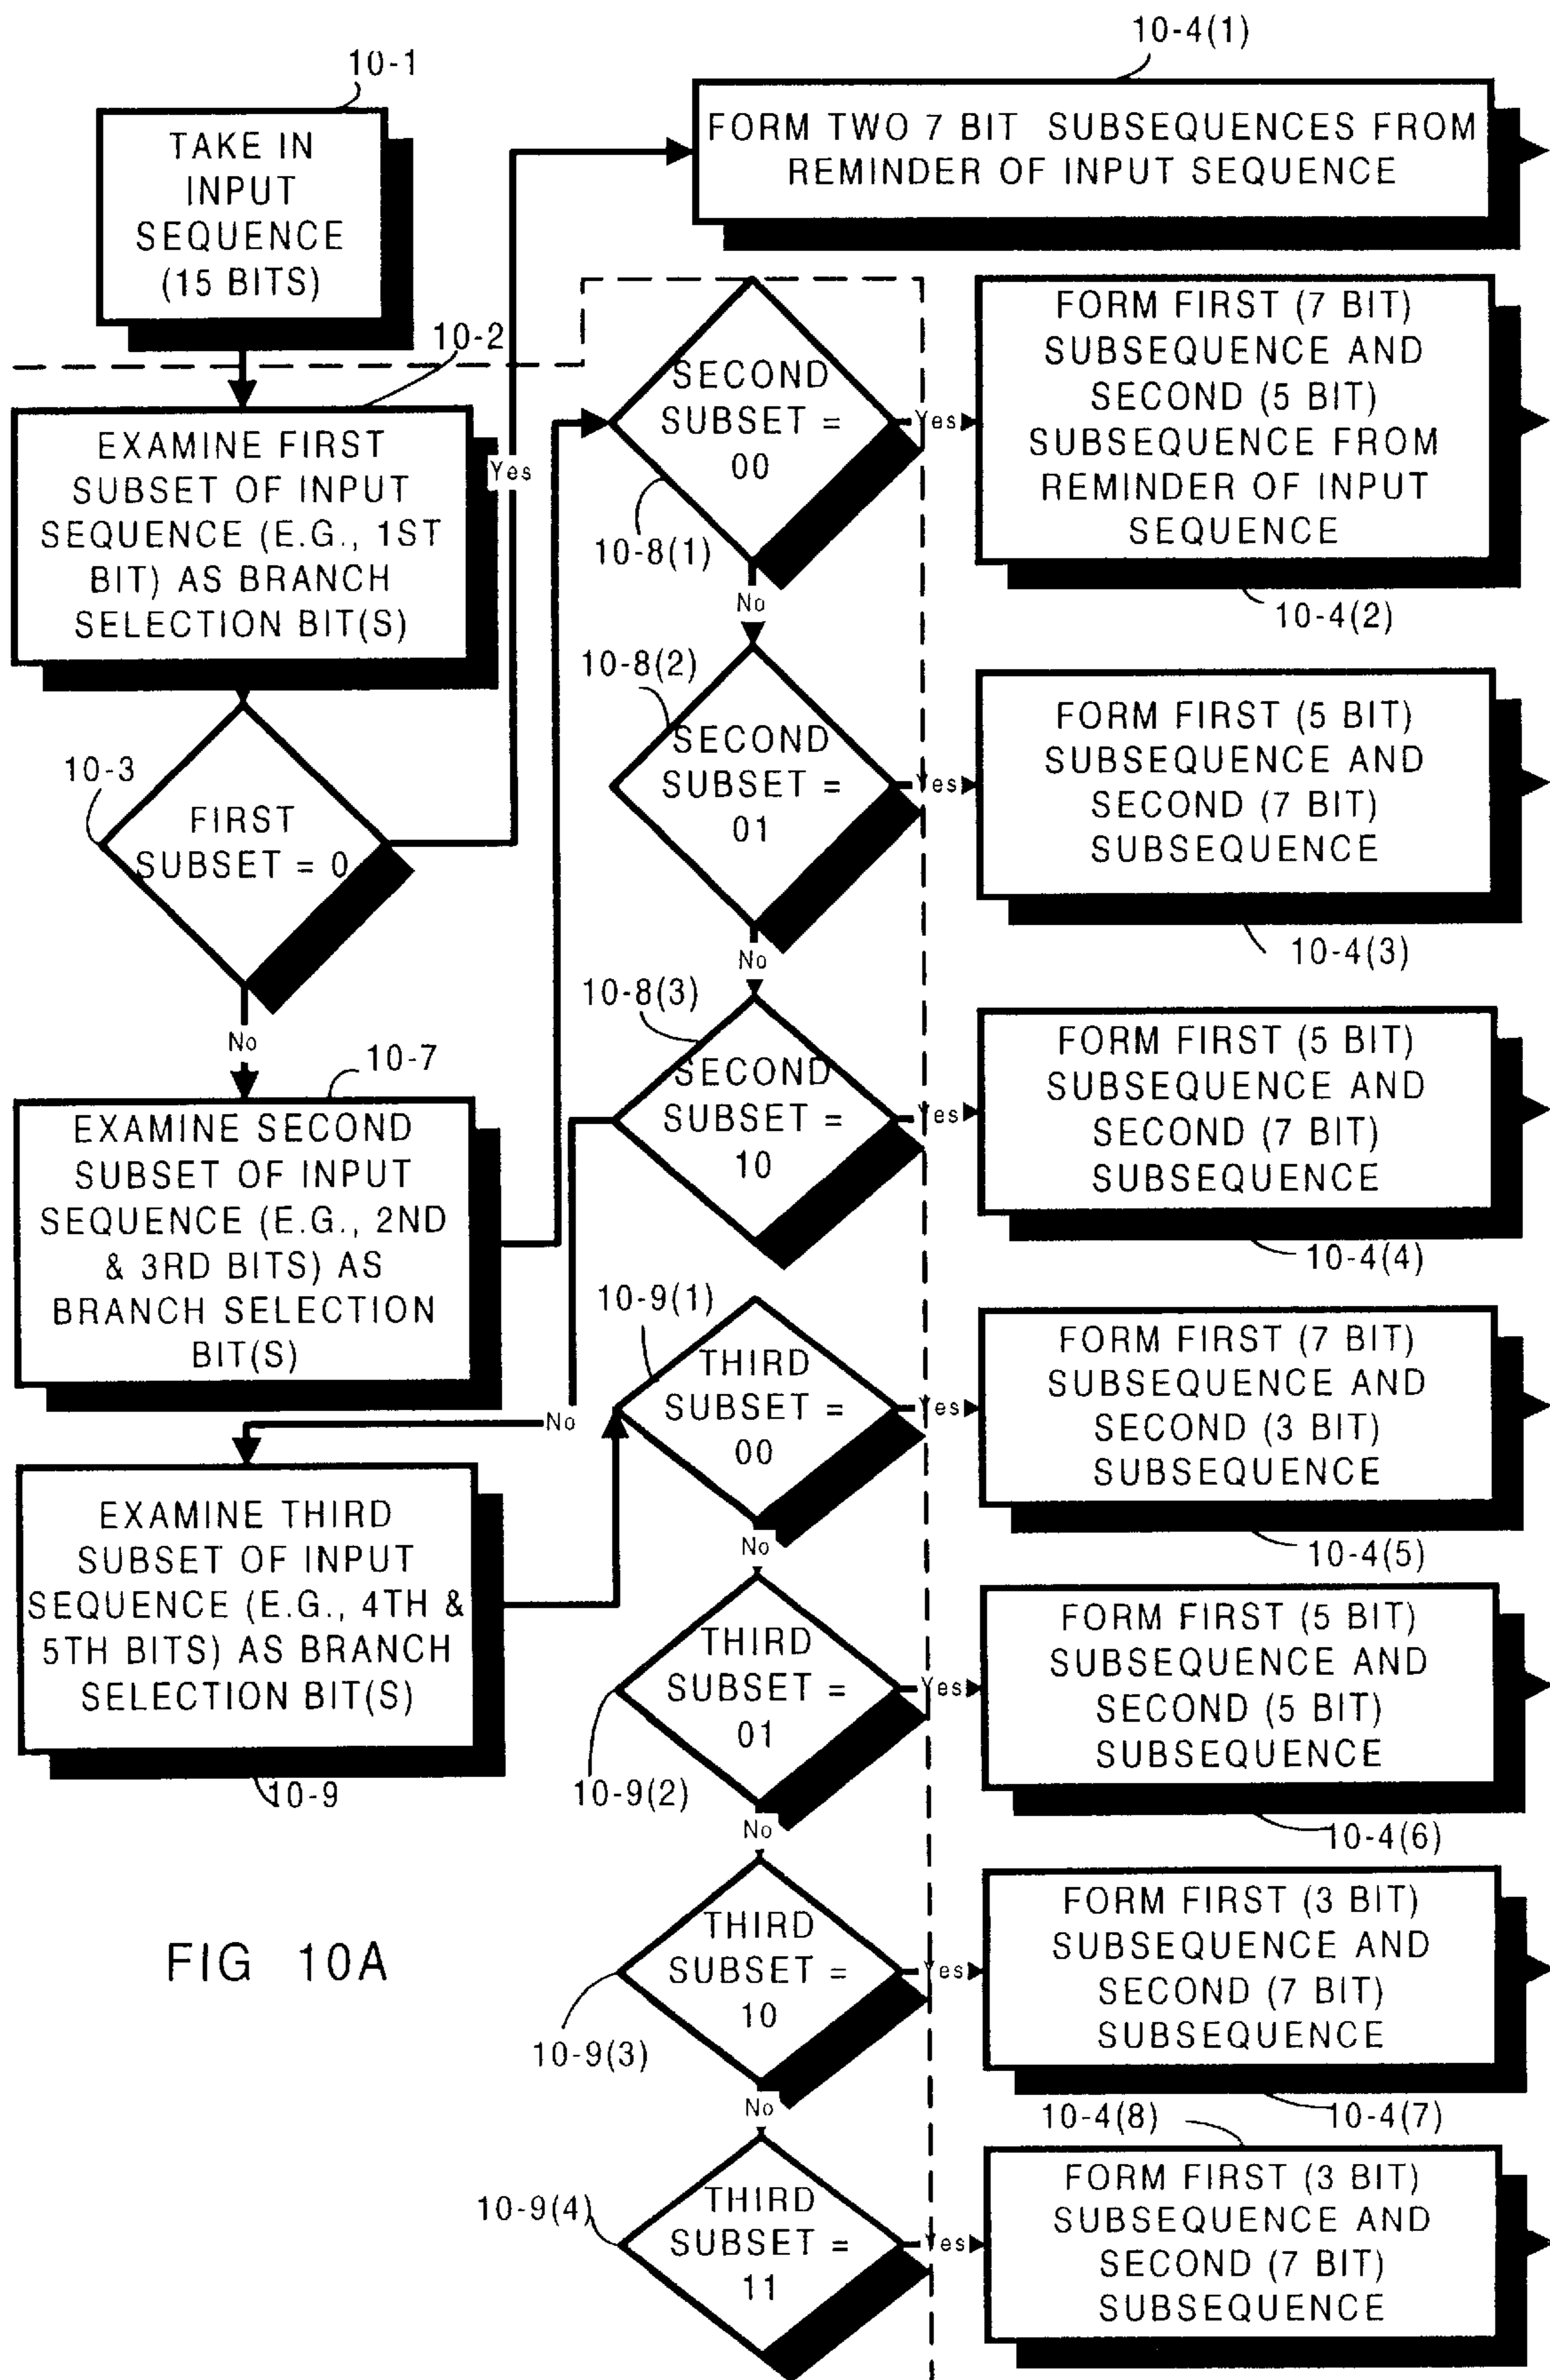 10-1
TAKE IN
INPUT
SEQUENCE
(15 BITS)
10-4(1)
FORM TWO 7 BIT SUBSEQUENCES FROM
REMINDER OF INPUT SEQUENCE
10-2
EXAMINE FIRST
SUBSET OF INPUT
SEQUENCE (E.G., 1ST
BIT) AS BRANCH
SELECTION BIT(S)
Yes
10-3
FIRST
SUBSET = 0
No
10-7
EXAMINE SECOND
SUBSET OF INPUT
SEQUENCE (E.G., 2ND
& 3RD BITS) AS
BRANCH SELECTION
BIT(S)
SECOND
SUBSET =
00
10-8(1)
Yes
No
FORM FIRST (7 BIT)
SUBSEQUENCE AND
SECOND (5 BIT)
SUBSEQUENCE FROM
REMINDER OF INPUT
SEQUENCE
10-4(2)
10-8(2)
SECOND
SUBSET =
01
Yes
No
FORM FIRST (5 BIT)
SUBSEQUENCE AND
SECOND (7 BIT)
SUBSEQUENCE
10-4(3)
10-8(3)
SECOND
SUBSET =
10
Yes
No
FORM FIRST (5 BIT)
SUBSEQUENCE AND
SECOND (7 BIT)
SUBSEQUENCE
10-4(4)
EXAMINE THIRD
SUBSET OF INPUT
SEQUENCE (E.G., 4TH &
5TH BITS) AS BRANCH
SELECTION BIT(S)
10-9
10-9(1)
THIRD
SUBSET =
00
Yes
No
FORM FIRST (7 BIT)
SUBSEQUENCE AND
SECOND (3 BIT)
SUBSEQUENCE
10-4(5)
THIRD
SUBSET =
01
10-9(2)
Yes
No
FORM FIRST (5 BIT)
SUBSEQUENCE AND
SECOND (5 BIT)
SUBSEQUENCE
10-4(6)
THIRD
SUBSET =
10
10-9(3)
Yes
No
FORM FIRST (3 BIT)
SUBSEQUENCE AND
SECOND (7 BIT)
SUBSEQUENCE
10-4(7)
10-9(4)
THIRD
SUBSET =
11
Yes
10-4(8)
FORM FIRST (3 BIT)
SUBSEQUENCE AND
SECOND (7 BIT)
SUBSEQUENCE
FIG 10A